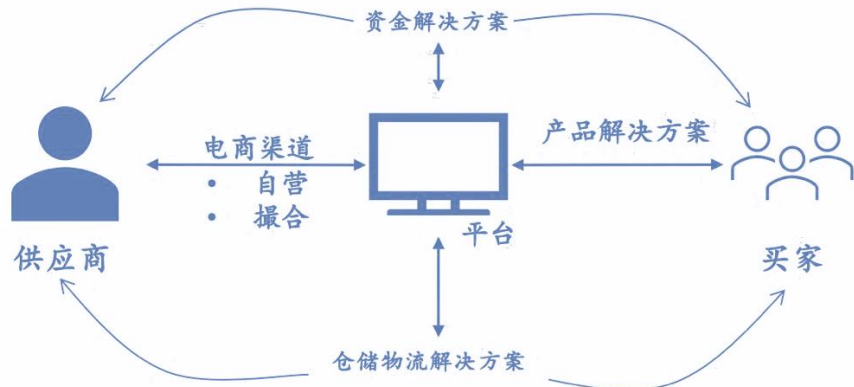 资金解决方案
电商渠道
• 自营
• 撮合
产品解决方案
平台
供应商
买家
仓储物流解决方案